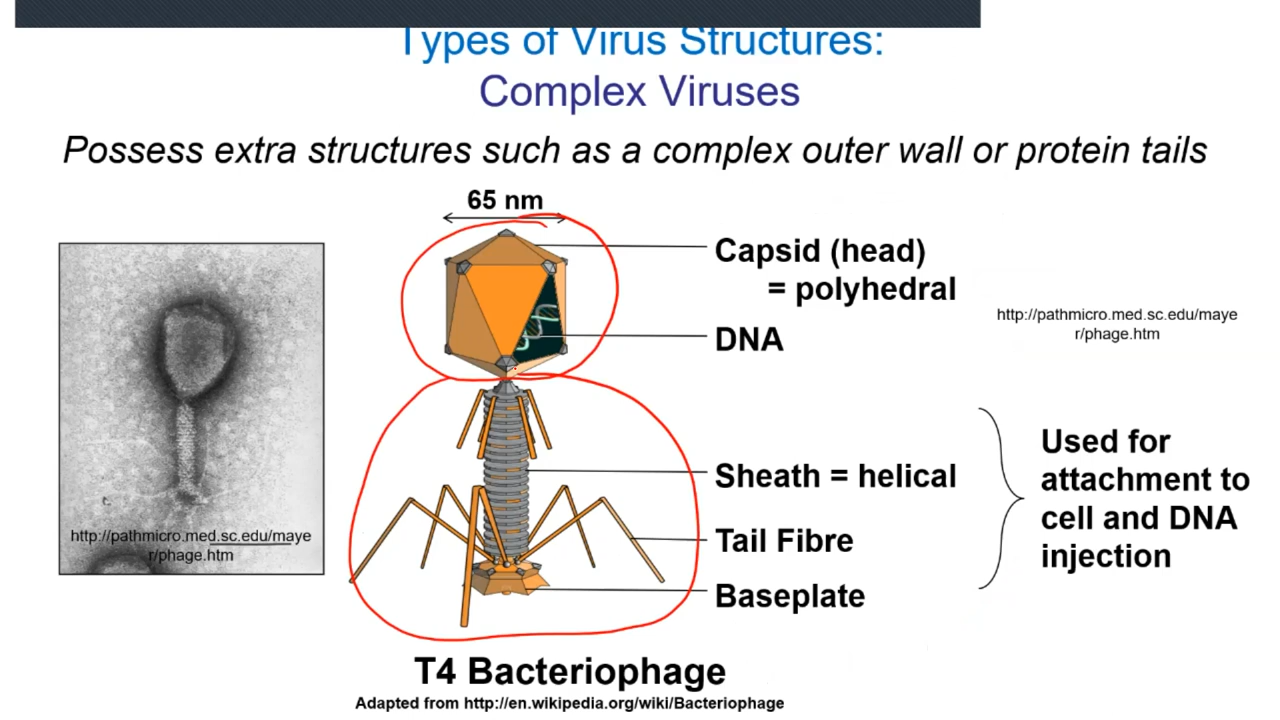 Types of Virus Structures:
Complex Viruses
Possess extra structures such as a complex outer wall or protein tails
65 nm
Capsid (head)
= polyhedral
DNA
http://pathmicro.med.sc.edu/maye
r/phage.htm
Sheath = helical
Tail Fibre
Baseplate
Used for
attachment to
cell and DNA
injection
http://pathmicro.med.sc.edu/maye
r/phage.htm
T4 Bacteriophage
Adapted from http://en.wikipedia.org/wiki/Bacteriophage